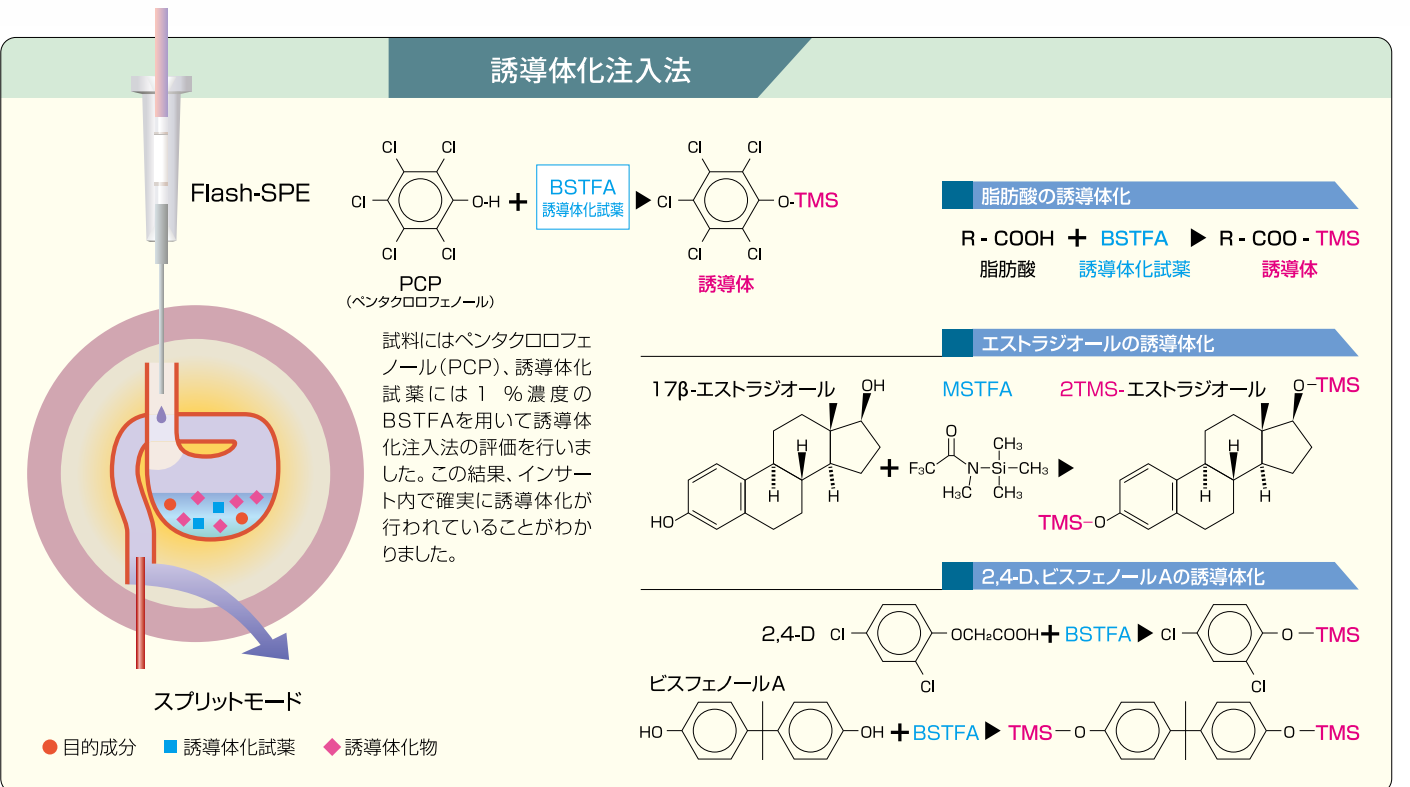 誘導体化注入法
Flash-SPE
Cl Cl
Cl O-H + BSTFA 誘導体化試薬 ▶ Cl O-TMS
Cl Cl
PCP
(ペンタクロロフェノール)
Cl Cl
Cl Cl
誘導体
試料にはペンタクロロフェ
ノール(PCP)、誘導体化
試薬には1 %濃度の
BSTFAを用いて誘導体
化注入法の評価を行いま
した。この結果、インサー
ト内で確実に誘導体化が
行われていることがわか
りました。
スプリットモード
●目的成分 ■誘導体化試薬 ◆誘導体化物
脂肪酸の誘導体化
R - COOH + BSTFA ▶ R - COO - TMS
脂肪酸 誘導体化試薬 誘導体
エストラジオールの誘導体化
17β-エストラジオール MSTFA 2TMS-エストラジオール
OH
H
H H
HO
+
O
F₃C N Si CH₃
CH₃
H₃C CH₃
▶
O-TMS
H
H H
TMS-O
2,4-D、ビスフェノールAの誘導体化
2,4-D Cl OCH₂COOH + BSTFA ▶ Cl O-TMS
Cl Cl
ビスフェノールA
HO OH + BSTFA ▶ TMS-O O-TMS